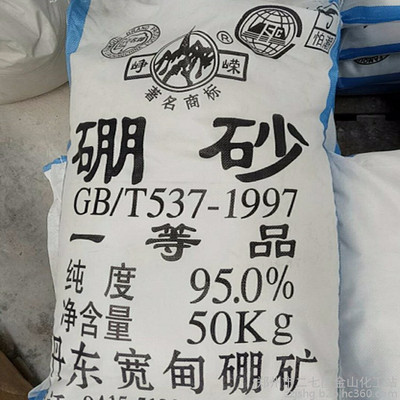 峥 嵘 ®
著名商标
硼 砂
GB/T537-1997
一 等 品
纯 度 95.0%
净含量 50Kg
丹东宽甸硼矿